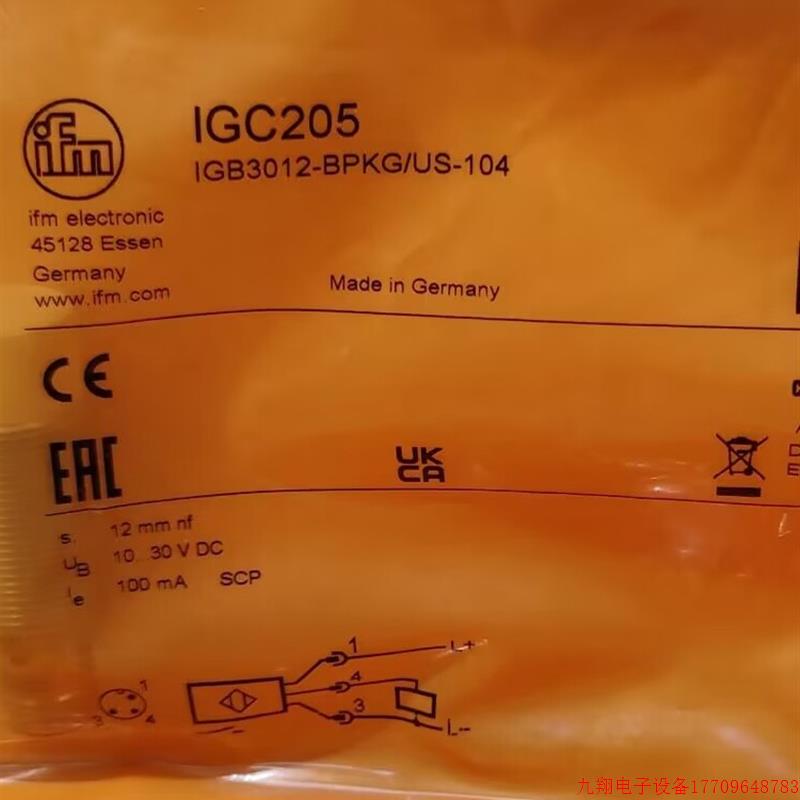 ifm
IGC205
IGB3012-BPKG/US-104
ifm electronic
45128 Essen
Germany
www.ifm.com
Made in Germany
CE
EAC
UK
CA
s 12 mm nf
UB 10...30 V DC
Ie 100 mA SCP
1
3 4
1 L+
4
3 L-
九翔电子设备17709648783